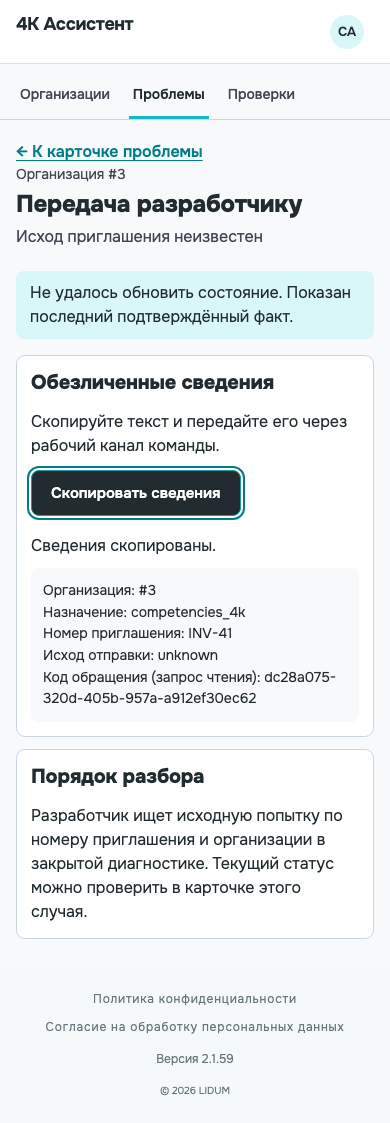 4К Ассистент
СА
Организации Проблемы Проверки
← К карточке проблемы
Организация #3
Передача разработчику
Исход приглашения неизвестен
Не удалось обновить состояние. Показан
последний подтверждённый факт.
Обезличенные сведения
Скопируйте текст и передайте его через
рабочий канал команды.
Скопировать сведения
Сведения скопированы.
Организация: #3
Назначение: competencies_4k
Номер приглашения: INV-41
Исход отправки: unknown
Код обращения (запрос чтения): dc28a075-
320d-405b-957a-a912ef30ec62
Порядок разбора
Разработчик ищет исходную попытку по
номеру приглашения и организации в
закрытой диагностике. Текущий статус
можно проверить в карточке этого
случая.
Политика конфиденциальности
Согласие на обработку персональных данных
Версия 2.1.59
© 2026 LIDUM